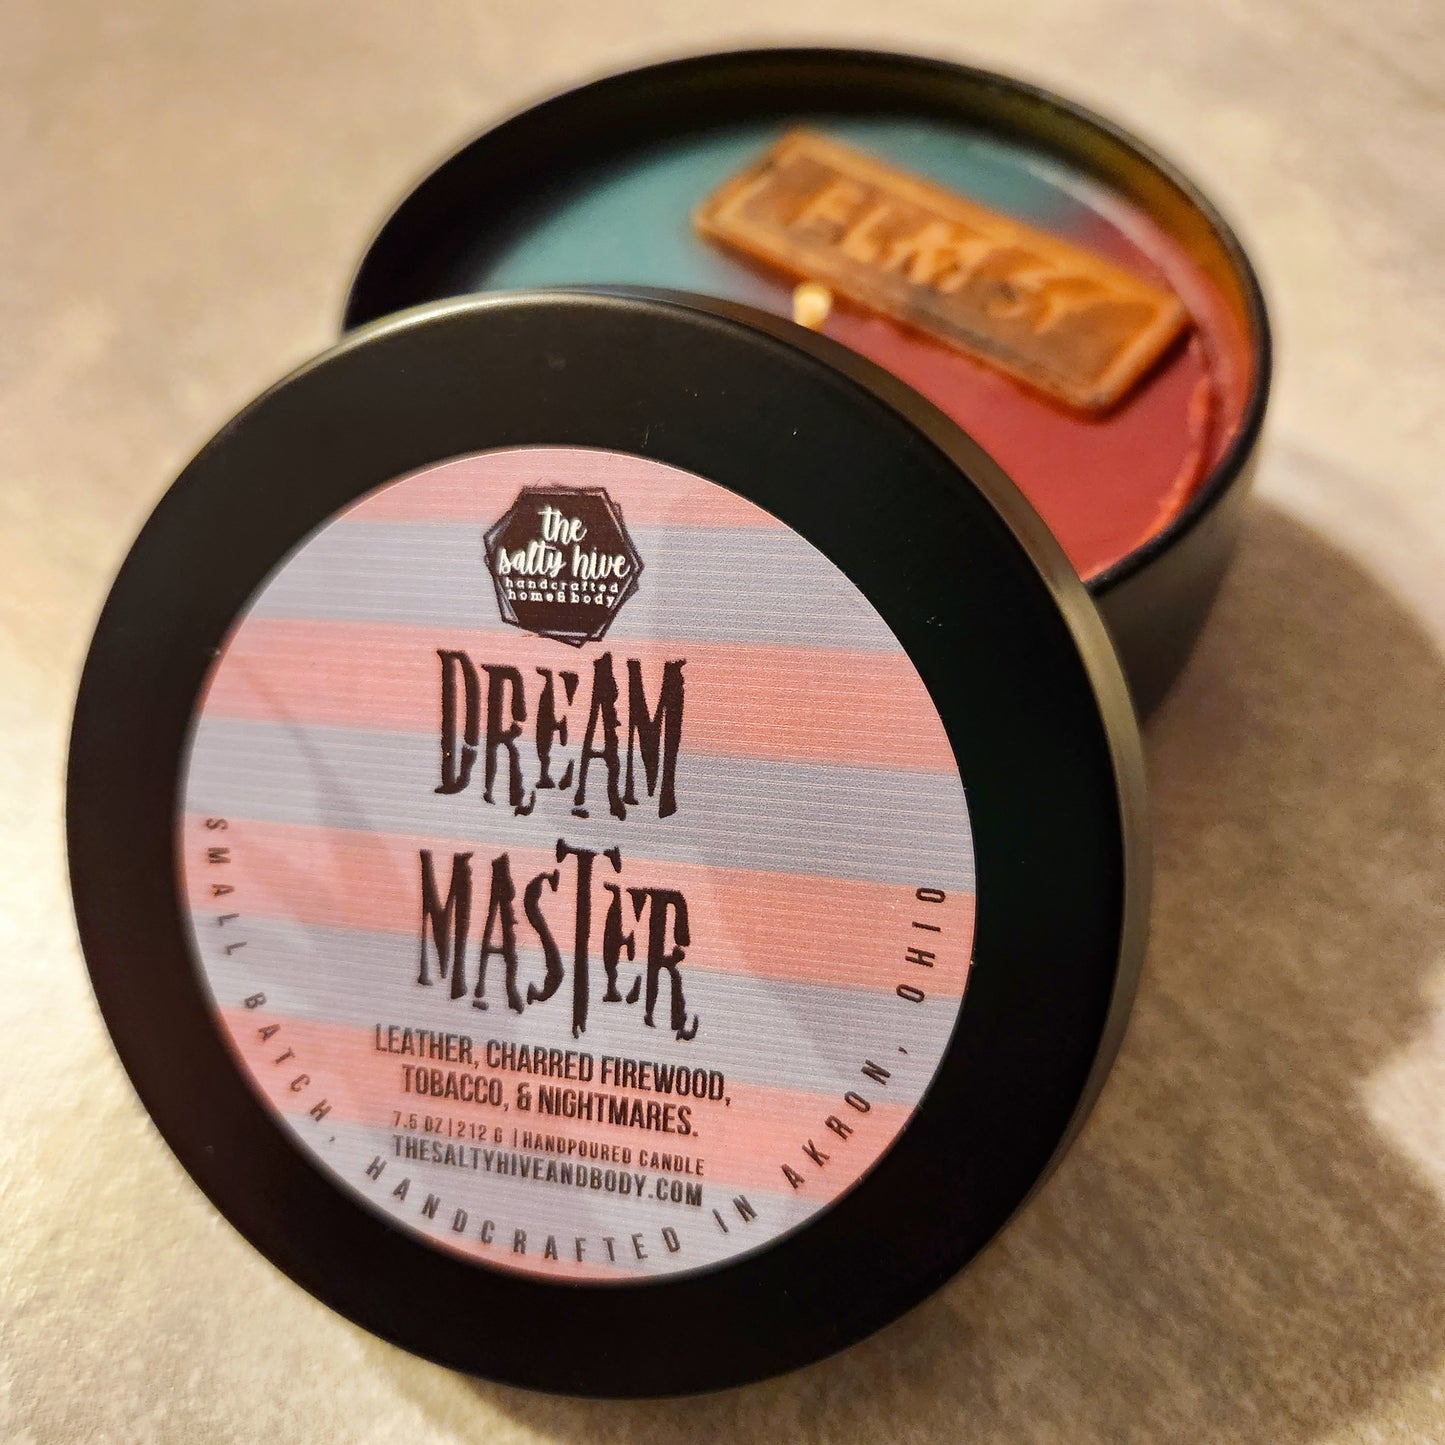 ELM S
the
salty hive
handcrafted
home&body
DREAM
MASTER
LEATHER, CHARRED FIREWOOD,
TOBACCO, & NIGHTMARES.
7.5 OZ | 212 G | HANDPOURED CANDLE
THESALTYHIVEANDBODY.COM
SMALL BATCH, HANDCRAFTED IN AKRON, OHIO